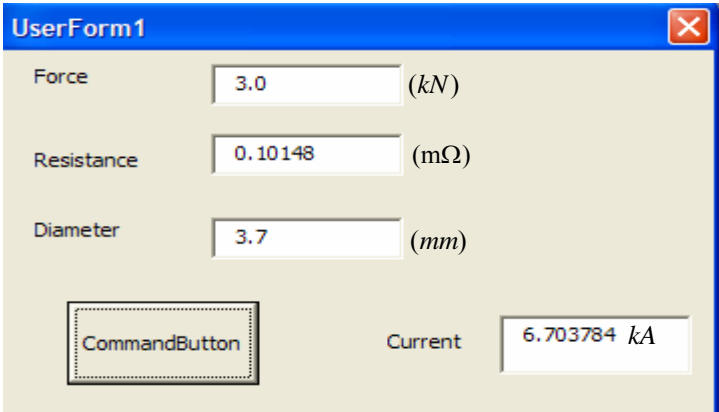 UserForm1
Force 3.0 (kN)
Resistance 0.10148 (mΩ)
Diameter 3.7 (mm)
CommandButton Current 6.703784 kA